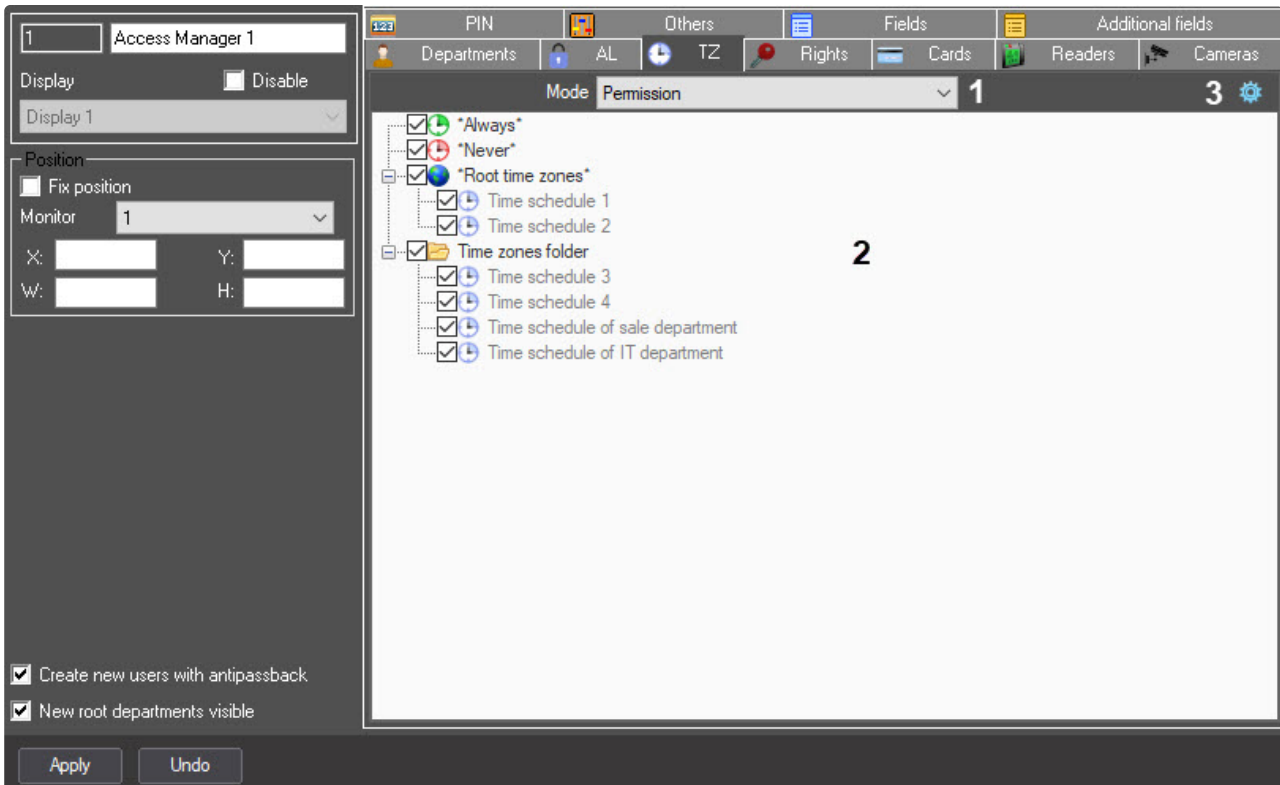 1
Access Manager 1
Display
Disable
Display 1
Position
Fix position
Monitor
1
X:
Y:
W:
H:
Create new users with antipassback
New root departments visible
Apply
Undo
123
PIN
Others
Fields
Additional fields
Departments
AL
TZ
Rights
Cards
Readers
Cameras
Mode
Permission
1
3
*Always*
*Never*
*Root time zones*
Time schedule 1
Time schedule 2
Time zones folder
2
Time schedule 3
Time schedule 4
Time schedule of sale department
Time schedule of IT department